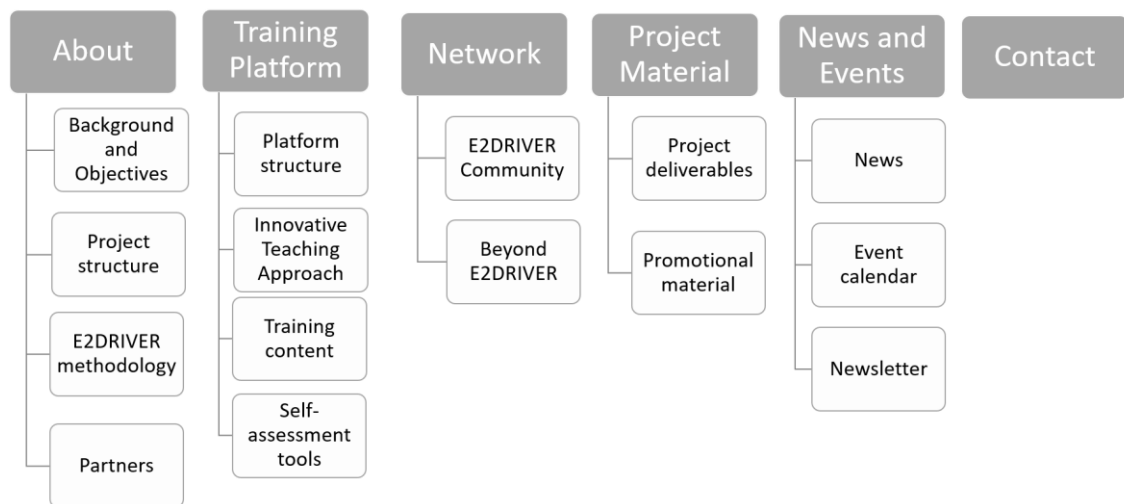 About
Background
and
Objectives
Project
structure
E2DRIVER
methodology
Partners
Training
Platform
Platform
structure
Innovative
Teaching
Approach
Training
content
Self-
assessment
tools
Network
E2DRIVER
Community
Beyond
E2DRIVER
Project
Material
Project
deliverables
Promotional
material
News and
Events
News
Event
calendar
Newsletter
Contact